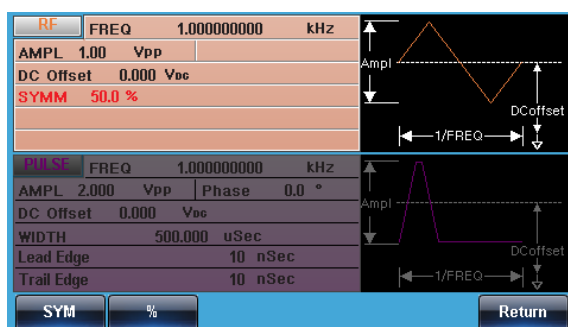 RF FREQ 1.000000000 kHz
AMPL 1.00 Vpp
DC Offset 0.000 VDC
SYMM 50.0 %
Ampl
DCoffset
1/FREQ
PULSE FREQ 1.000000000 kHz
AMPL 2.000 Vpp Phase 0.0 °
DC Offset 0.000 VDC
WIDTH 500.000 uSec
Lead Edge 10 nSec
Trail Edge 10 nSec
Ampl
DCoffset
1/FREQ
SYM % Return